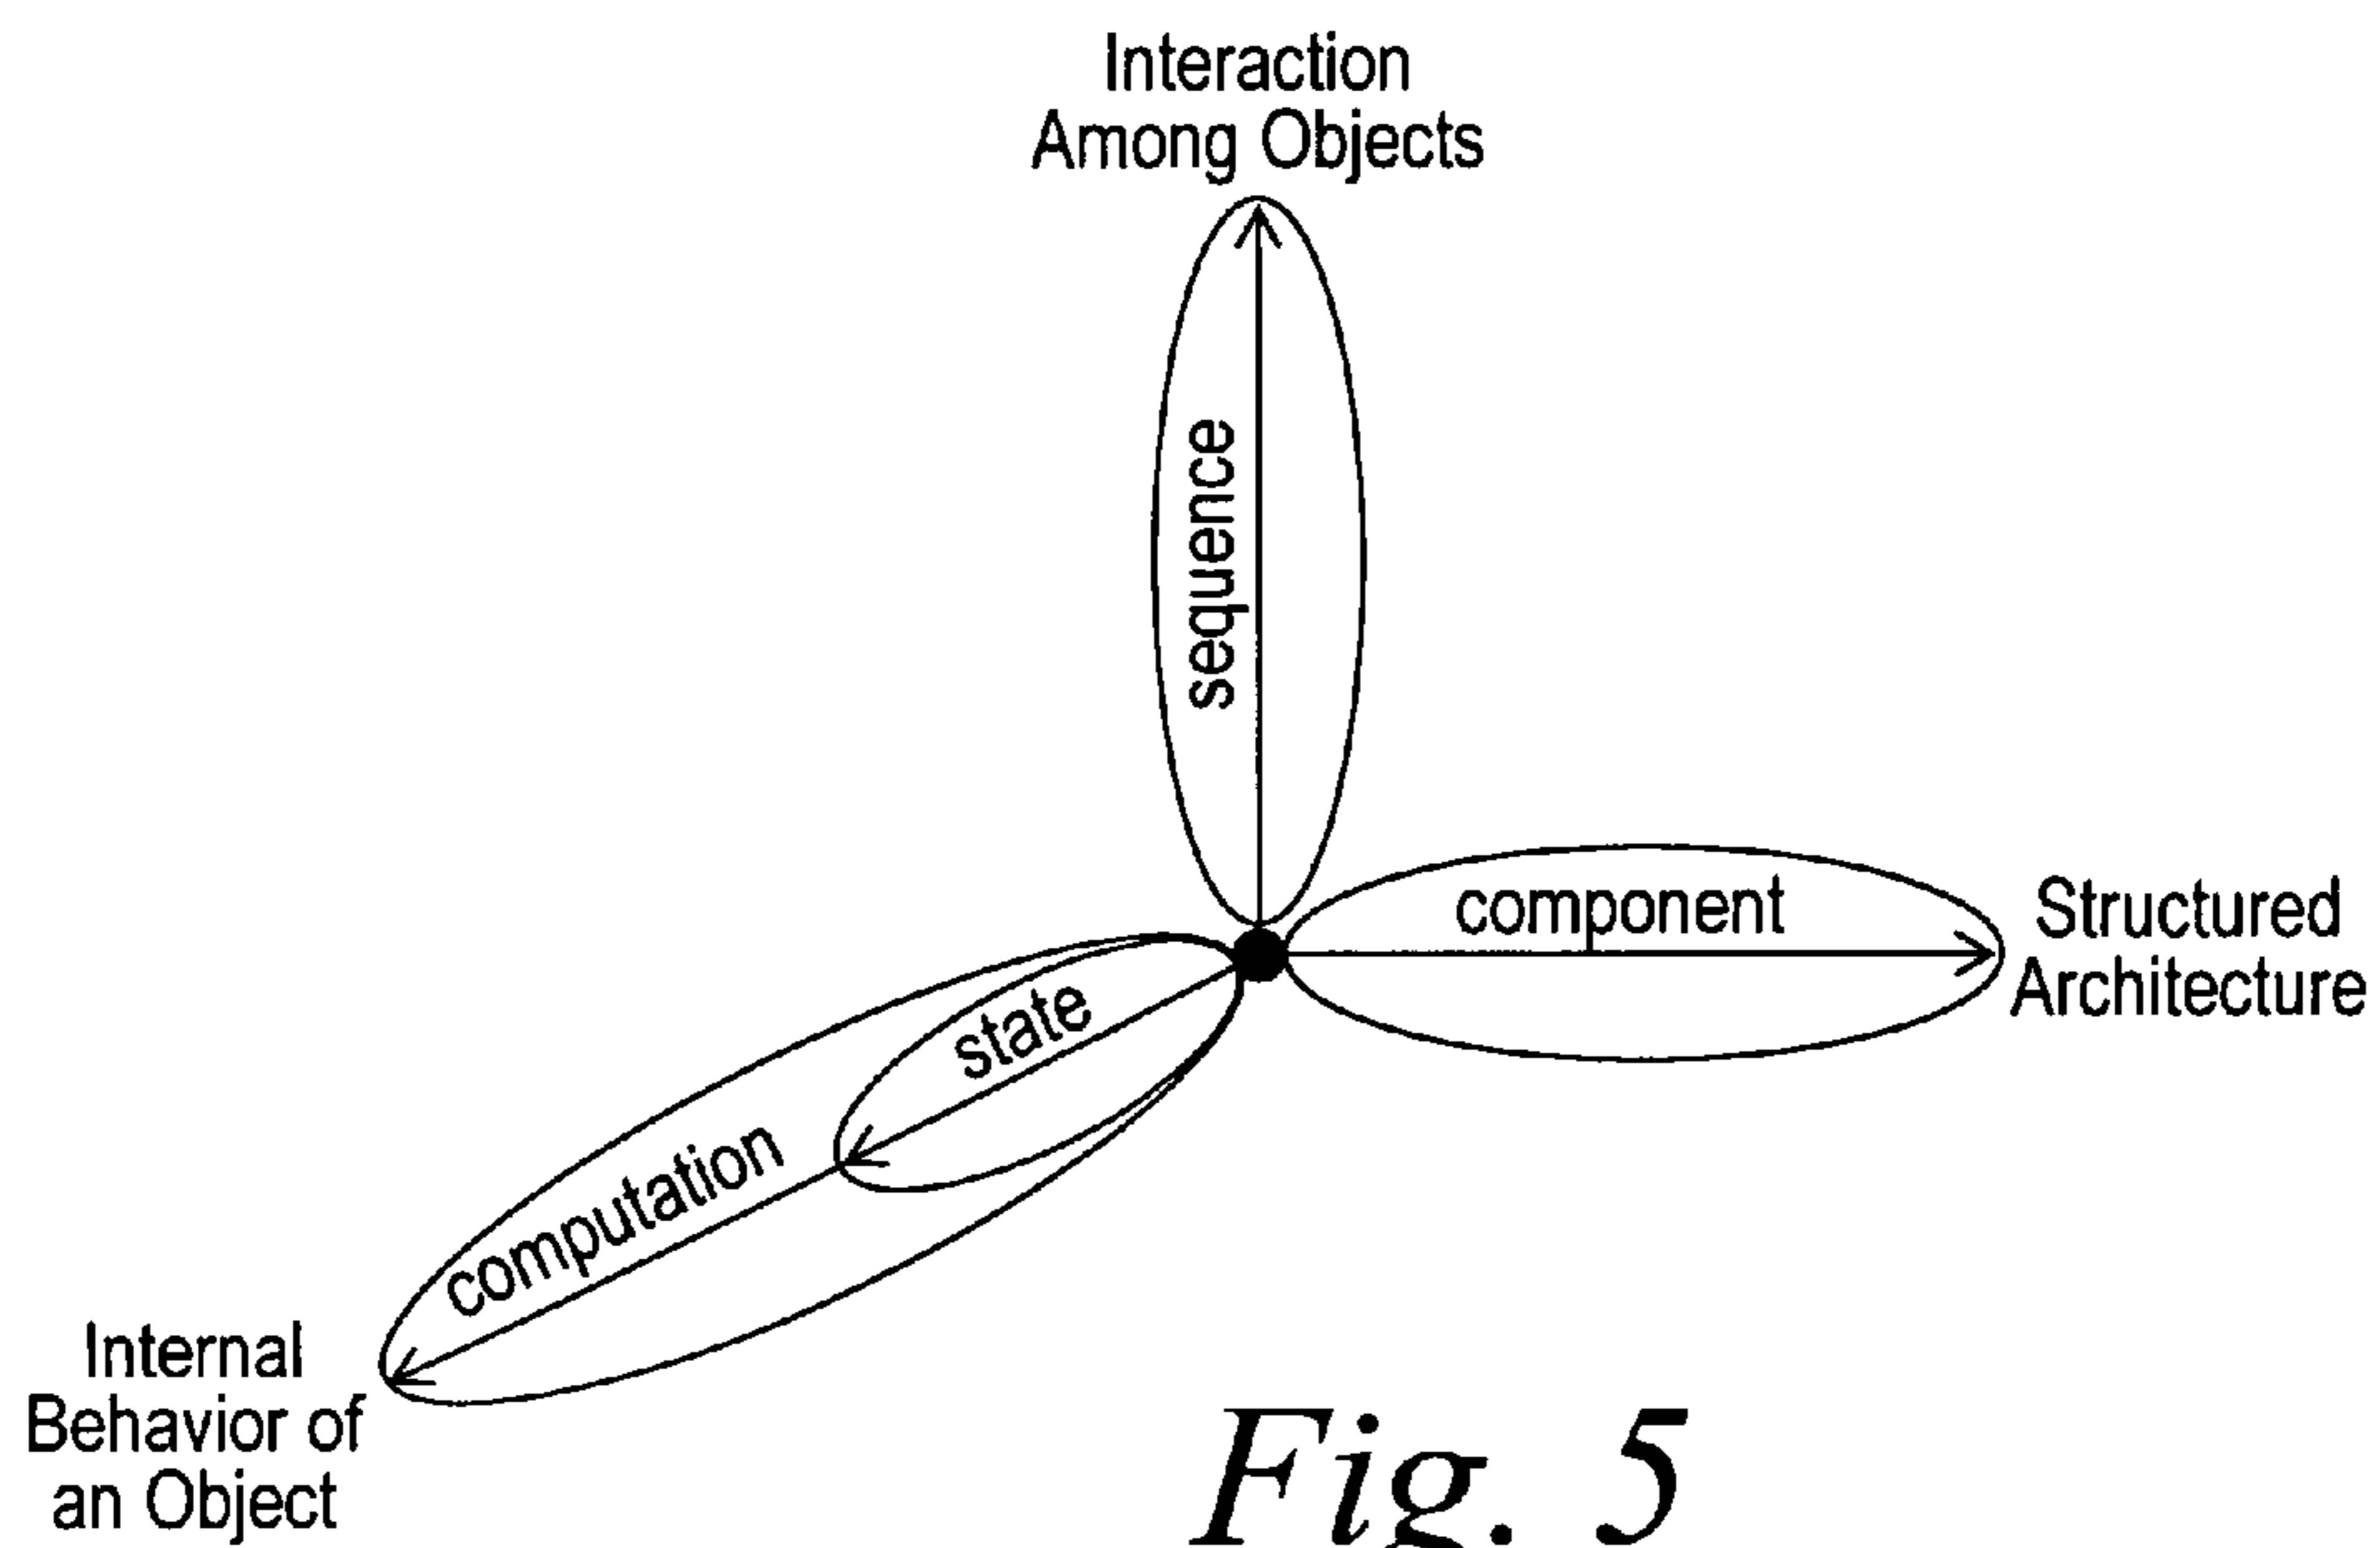 Interaction
Among Objects
sequence
component
Structured
Architecture
state
computation
Internal
Behavior of
an Object
Fig. 5